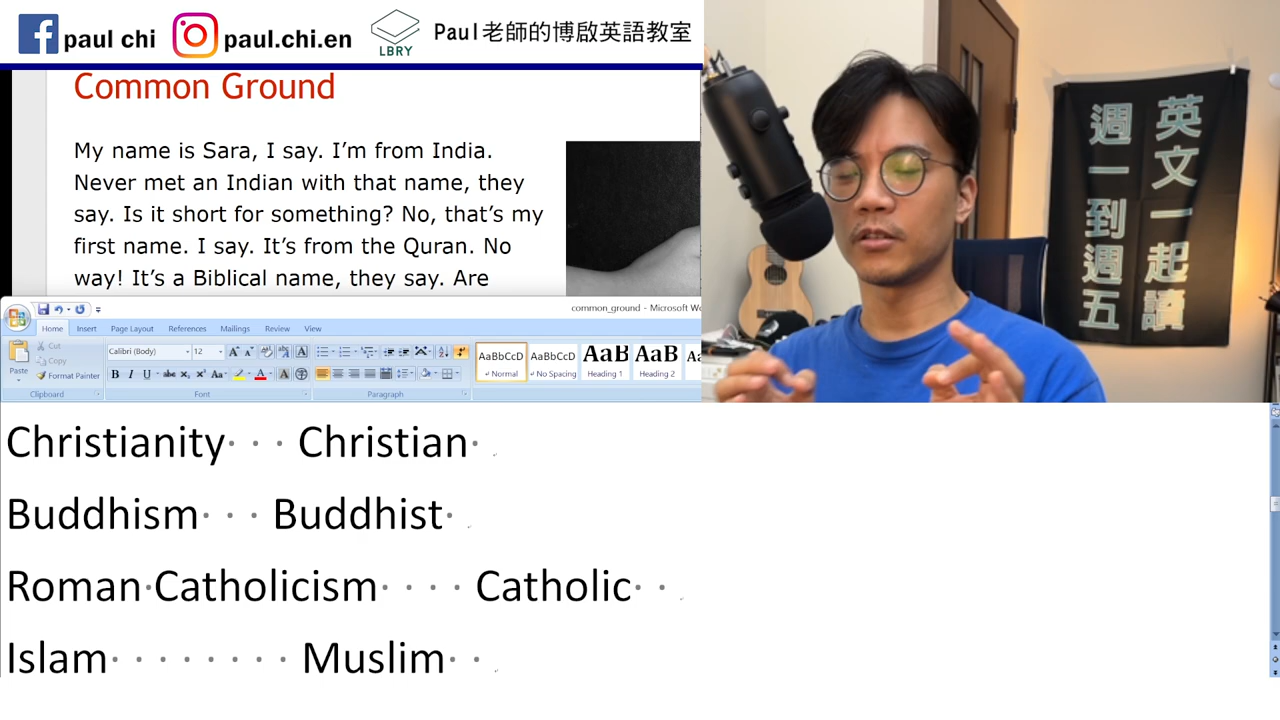 paul chi
paul.chi.en
LBRY
Paul老師的博啟英語教室
Common Ground
My name is Sara, I say. I’m from India.
Never met an Indian with that name, they
say. Is it short for something? No, that’s my
first name. I say. It’s from the Quran. No
way! It’s a Biblical name, they say. Are
common_ground - Microsoft Wo
Home Insert Page Layout References Mailings Review View
Cut
Copy
Format Painter
Paste
Clipboard
Calibri (Body) 12
Font
Paragraph
AaBbCcD AaBbCcD AaBb AaBB
Normal No Spacing Heading 1 Heading 2
英文一起讀
週一到週五
Christianity Christian
Buddhism Buddhist
Roman Catholicism Catholic
Islam Muslim